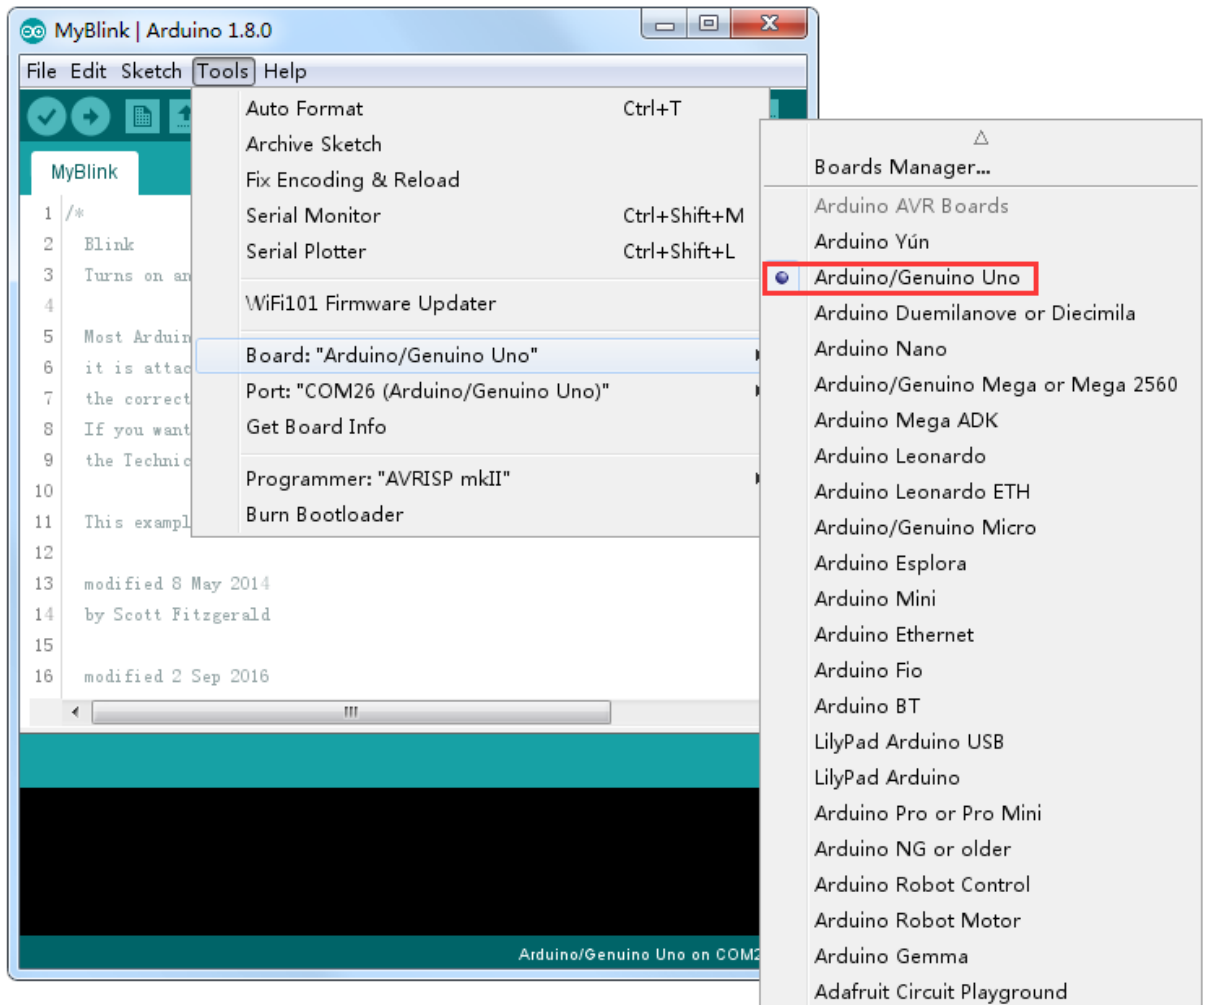 MyBlink | Arduino 1.8.0
File Edit Sketch Tools Help
Auto Format Ctrl+T
Archive Sketch
Fix Encoding & Reload
Serial Monitor Ctrl+Shift+M
Serial Plotter Ctrl+Shift+L
WiFi101 Firmware Updater
Board: "Arduino/Genuino Uno"
Port: "COM26 (Arduino/Genuino Uno)"
Get Board Info
Programmer: "AVRISP mkII"
Burn Bootloader
Boards Manager...
Arduino AVR Boards
Arduino Yún
Arduino/Genuino Uno
Arduino Duemilanove or Diecimila
Arduino Nano
Arduino/Genuino Mega or Mega 2560
Arduino Mega ADK
Arduino Leonardo
Arduino Leonardo ETH
Arduino/Genuino Micro
Arduino Esplora
Arduino Mini
Arduino Ethernet
Arduino Fio
Arduino BT
LilyPad Arduino USB
LilyPad Arduino
Arduino Pro or Pro Mini
Arduino NG or older
Arduino Robot Control
Arduino Robot Motor
Arduino Gemma
Adafruit Circuit Playground
MyBlink
1 /*
2 Blink
3 Turns on an
4
5 Most Arduin
6 it is attac
7 the correct
8 If you want
9 the Technic
10
11 This exampl
12
13 modified 8 May 2014
14 by Scott Fitzgerald
15
16 modified 2 Sep 2016
Arduino/Genuino Uno on COM2